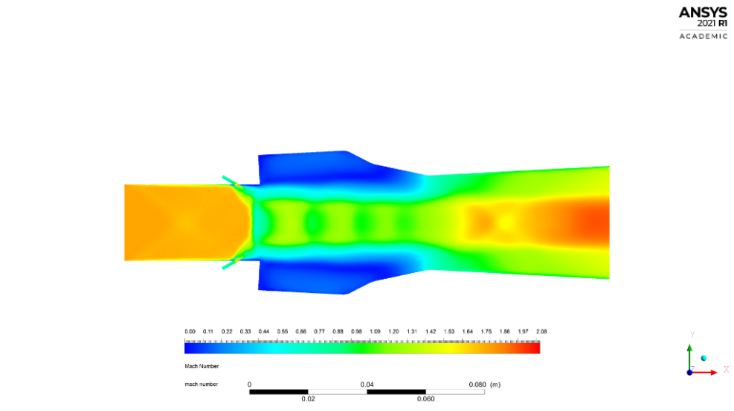 ANSYS
2021 R1
ACADEMIC
0.00 0.11 0.22 0.33 0.44 0.55 0.66 0.77 0.88 0.98 1.09 1.20 1.31 1.42 1.53 1.64 1.75 1.86 1.97 2.08
Mach Number
mach number
0 0.04 0.080 (m)
0.02 0.060
Y
Z
X